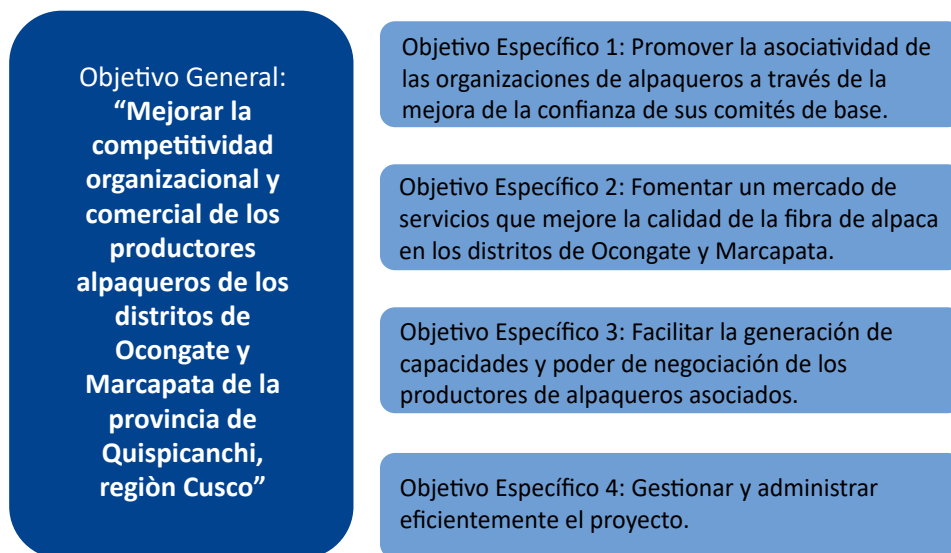 Objetivo General:
“Mejorar la
competitividad
organizacional y
comercial de los
productores
alpaqueros de los
distritos de
Ocongate y
Marcapata de la
provincia de
Quispicanchi,
regiòn Cusco”
Objetivo Específico 1: Promover la asociatividad de
las organizaciones de alpaqueros a través de la
mejora de la confianza de sus comités de base.
Objetivo Específico 2: Fomentar un mercado de
servicios que mejore la calidad de la fibra de alpaca
en los distritos de Ocongate y Marcapata.
Objetivo Específico 3: Facilitar la generación de
capacidades y poder de negociación de los
productores de alpaqueros asociados.
Objetivo Específico 4: Gestionar y administrar
eficientemente el proyecto.